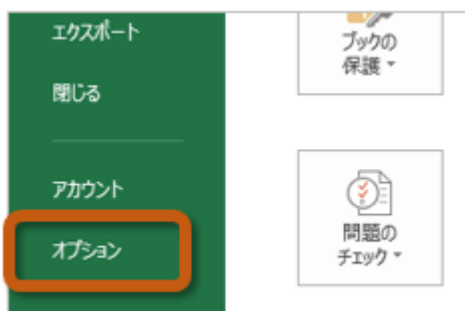 エクスポート
閉じる
アカウント
オプション
ブックの
保護
問題の
チェック